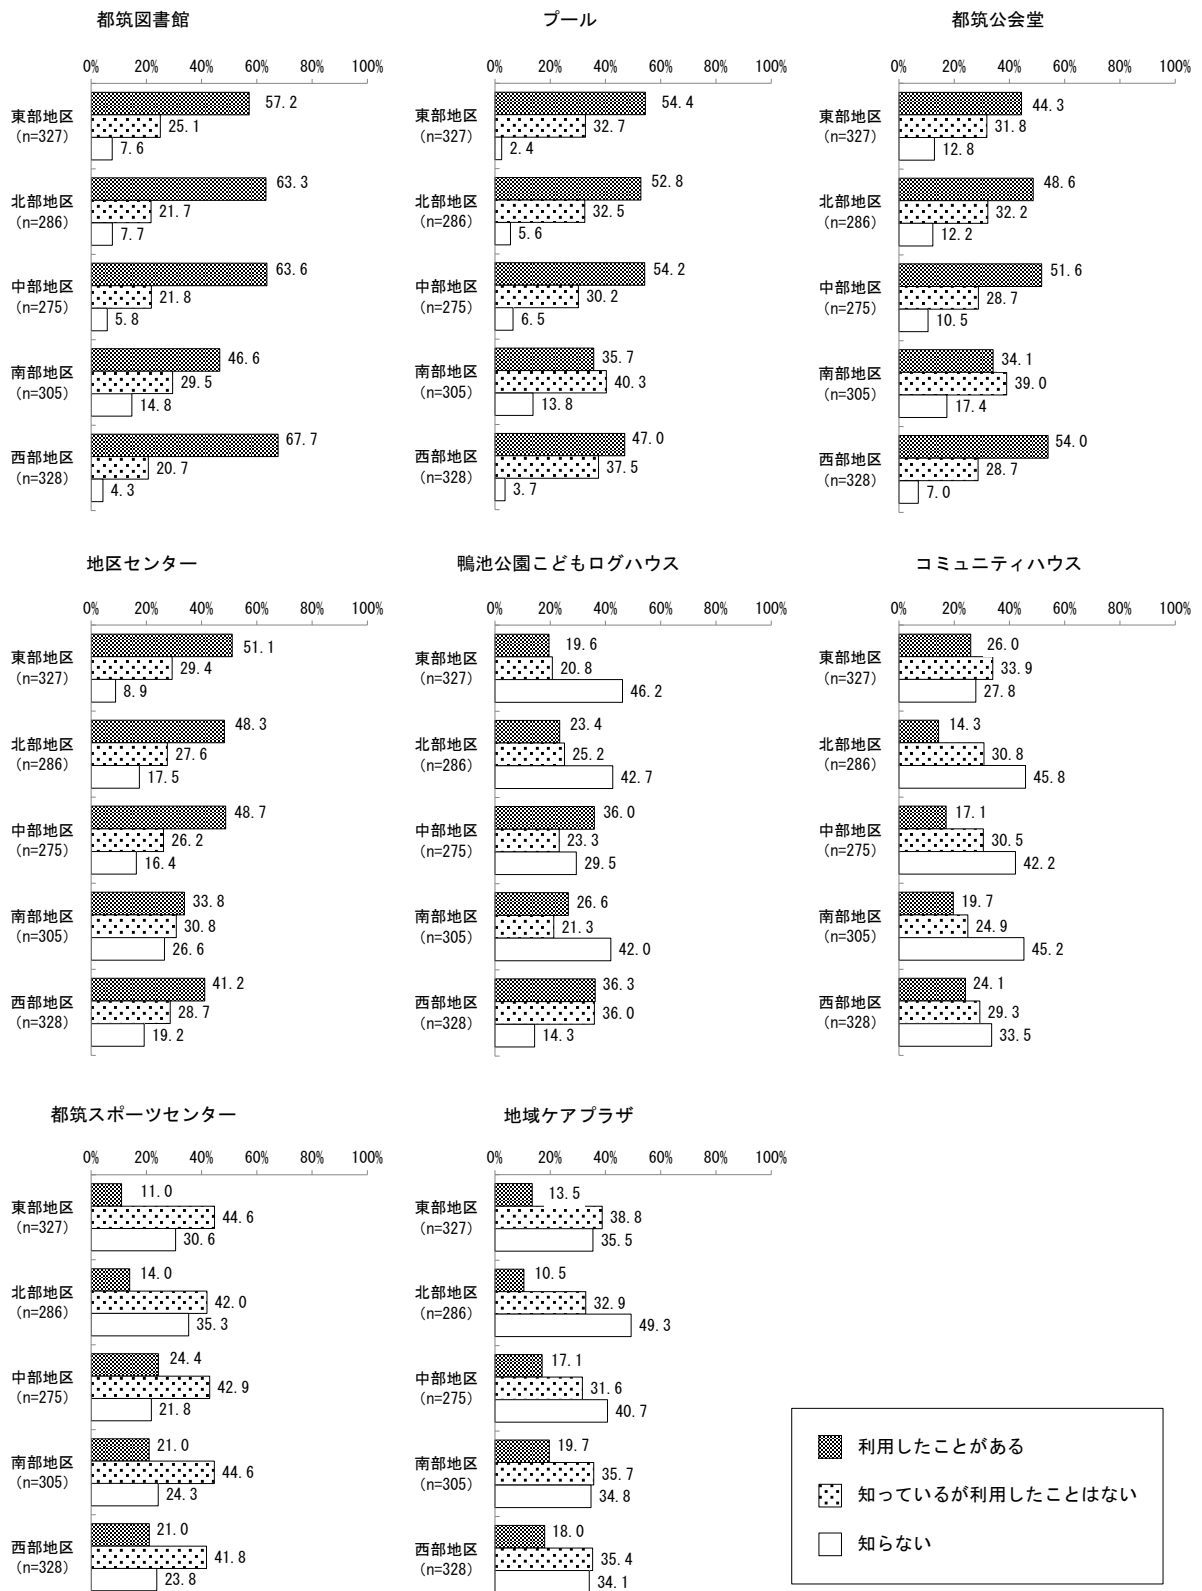 都筑図書館
0% 20% 40% 60% 80% 100%
東部地区
(n=327)
57.2
25.1
7.6
北部地区
(n=286)
63.3
21.7
7.7
中部地区
(n=275)
63.6
21.8
5.8
南部地区
(n=305)
46.6
29.5
14.8
西部地区
(n=328)
67.7
20.7
4.3
プール
0% 20% 40% 60% 80% 100%
東部地区
(n=327)
54.4
32.7
2.4
北部地区
(n=286)
52.8
32.5
5.6
中部地区
(n=275)
54.2
30.2
6.5
南部地区
(n=305)
35.7
40.3
13.8
西部地区
(n=328)
47.0
37.5
3.7
都筑公会堂
0% 20% 40% 60% 80% 100%
東部地区
(n=327)
44.3
31.8
12.8
北部地区
(n=286)
48.6
32.2
12.2
中部地区
(n=275)
51.6
28.7
10.5
南部地区
(n=305)
34.1
39.0
17.4
西部地区
(n=328)
54.0
28.7
7.0
地区センター
0% 20% 40% 60% 80% 100%
東部地区
(n=327)
51.1
29.4
8.9
北部地区
(n=286)
48.3
27.6
17.5
中部地区
(n=275)
48.7
26.2
16.4
南部地区
(n=305)
33.8
30.8
26.6
西部地区
(n=328)
41.2
28.7
19.2
鴨池公園こどもログハウス
0% 20% 40% 60% 80% 100%
東部地区
(n=327)
19.6
20.8
46.2
北部地区
(n=286)
23.4
25.2
42.7
中部地区
(n=275)
36.0
23.3
29.5
南部地区
(n=305)
26.6
21.3
42.0
西部地区
(n=328)
36.3
36.0
14.3
コミュニティハウス
0% 20% 40% 60% 80% 100%
東部地区
(n=327)
26.0
33.9
27.8
北部地区
(n=286)
14.3
30.8
45.8
中部地区
(n=275)
17.1
30.5
42.2
南部地区
(n=305)
19.7
24.9
45.2
西部地区
(n=328)
24.1
29.3
33.5
都筑スポーツセンター
0% 20% 40% 60% 80% 100%
東部地区
(n=327)
11.0
44.6
30.6
北部地区
(n=286)
14.0
42.0
35.3
中部地区
(n=275)
24.4
42.9
21.8
南部地区
(n=305)
21.0
44.6
24.3
西部地区
(n=328)
21.0
41.8
23.8
地域ケアプラザ
0% 20% 40% 60% 80% 100%
東部地区
(n=327)
13.5
38.8
35.5
北部地区
(n=286)
10.5
32.9
49.3
中部地区
(n=275)
17.1
31.6
40.7
南部地区
(n=305)
19.7
35.7
34.8
西部地区
(n=328)
18.0
35.4
34.1
利用したことがある
知っているが利用したことはない
知らない